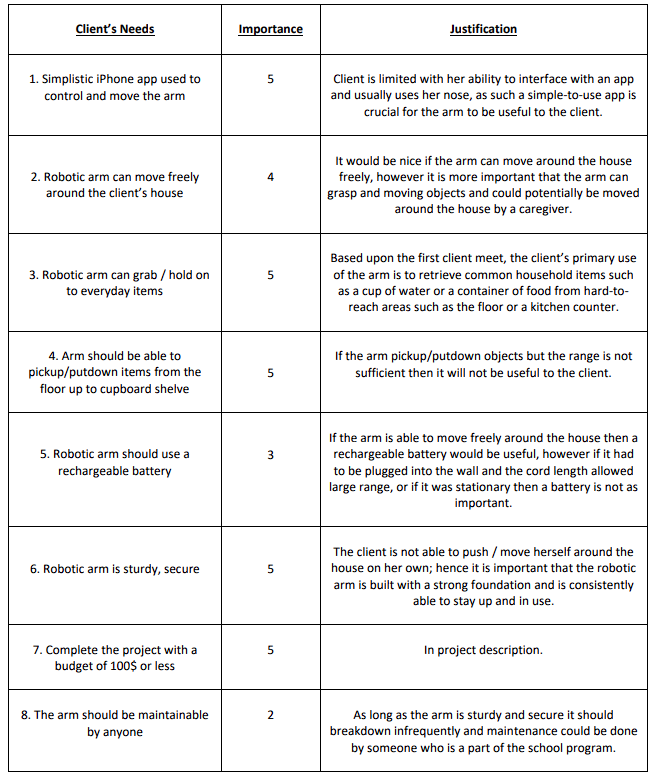 Client's Needs
Importance
Justification
1. Simplistic iPhone app used to
control and move the arm
5
Client is limited with her ability to interface with an app
and usually uses her nose, as such a simple-to-use app is
crucial for the arm to be useful to the client.
2. Robotic arm can move freely
around the client's house
4
It would be nice if the arm can move around the house
freely, however it is more important that the arm can
grasp and moving objects and could potentially be moved
around the house by a caregiver.
3. Robotic arm can grab / hold on
to everyday items
5
Based upon the first client meet, the client's primary use
of the arm is to retrieve common household items such
as a cup of water or a container of food from hard-to-
reach areas such as the floor or a kitchen counter.
4. Arm should be able to
pickup/putdown items from the
floor up to cupboard shelve
5
If the arm pickup/putdown objects but the range is not
sufficient then it will not be useful to the client.
5. Robotic arm should use a
rechargeable battery
3
If the arm is able to move freely around the house then a
rechargeable battery would be useful, however if it had
to be plugged into the wall and the cord length allowed
large range, or if it was stationary then a battery is not as
important.
6. Robotic arm is sturdy, secure
5
The client is not able to push / move herself around the
house on her own; hence it is important that the robotic
arm is built with a strong foundation and is consistently
able to stay up and in use.
7. Complete the project with a
budget of 100$ or less
5
In project description.
8. The arm should be maintainable
by anyone
2
As long as the arm is sturdy and secure it should
breakdown infrequently and maintenance could be done
by someone who is a part of the school program.